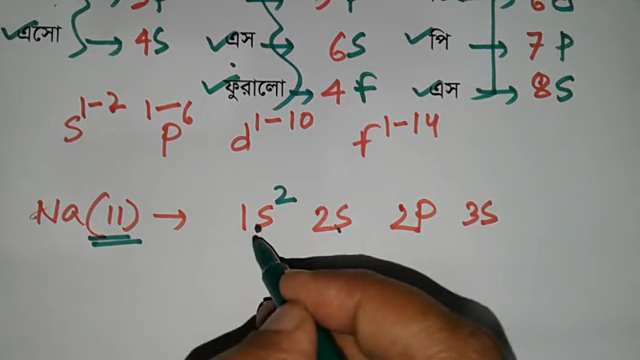 এসো → 4S এস → 6S পি → 7P
ফুরালো → 4f এস → 8S
S¹⁻² P¹⁻⁶ d¹⁻¹⁰ f¹⁻¹⁴
Na(11) → 1S² 2S 2P 3S